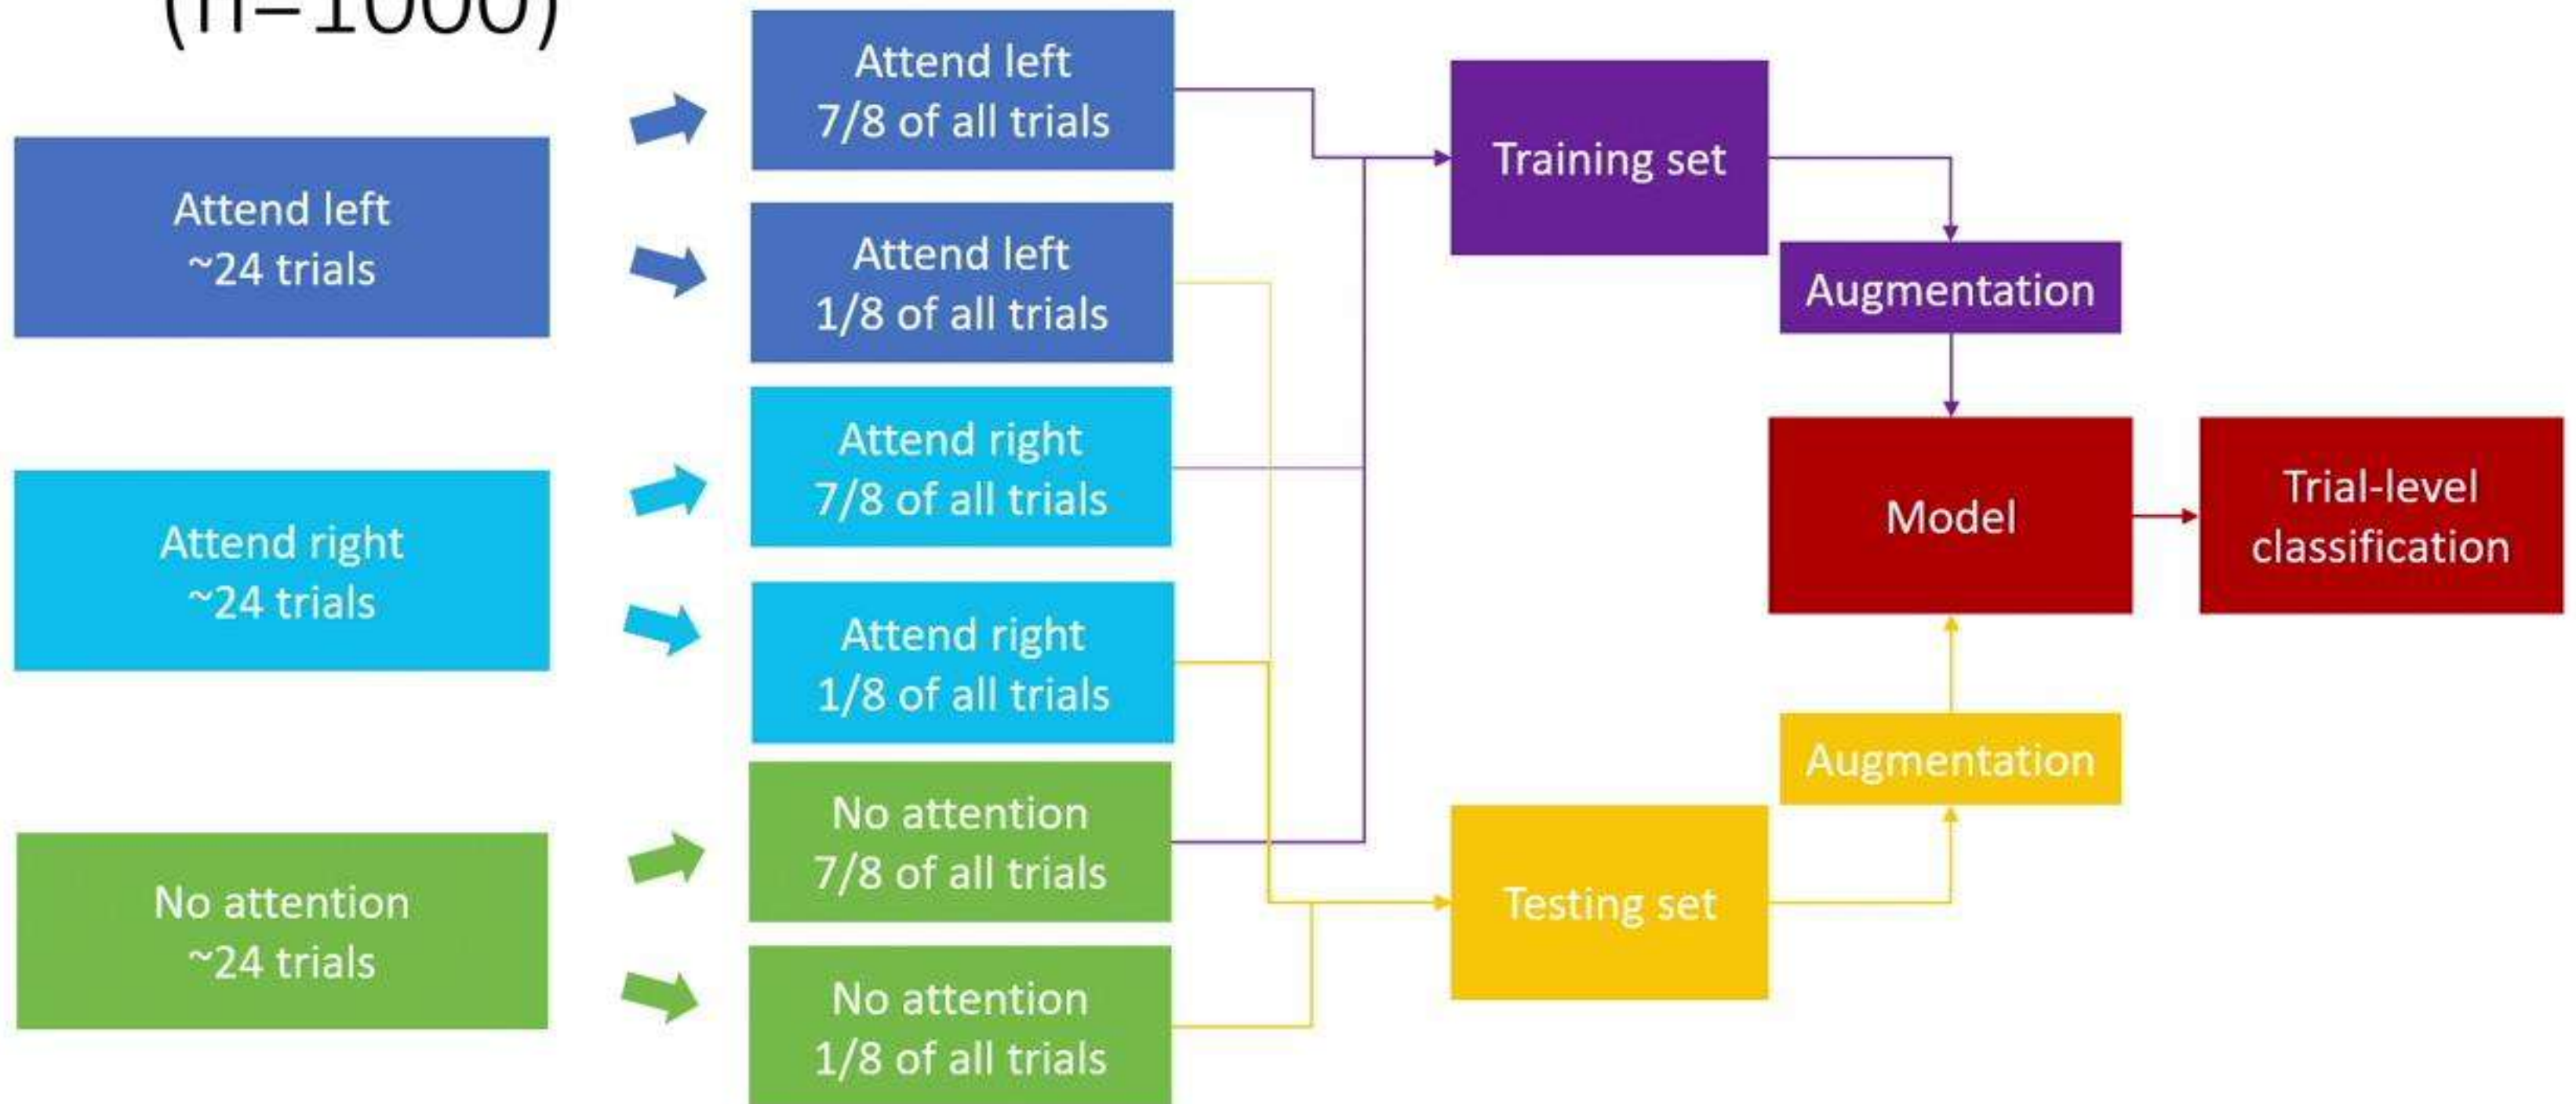 (n=1000)
Attend left
~24 trials
Attend right
~24 trials
No attention
~24 trials
Attend left
7/8 of all trials
Attend left
1/8 of all trials
Attend right
7/8 of all trials
Attend right
1/8 of all trials
No attention
7/8 of all trials
No attention
1/8 of all trials
Training set
Augmentation
Model
Trial-level
classification
Augmentation
Testing set